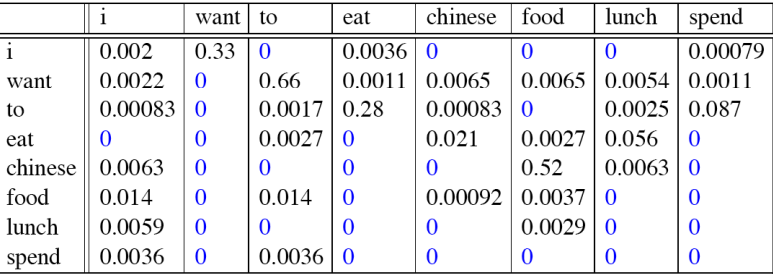 i want to eat chinese food lunch spend
i 0.002 0.33 0 0.0036 0 0 0 0.00079
want 0.0022 0 0.66 0.0011 0.0065 0.0065 0.0054 0.0011
to 0.00083 0 0.0017 0.28 0.00083 0 0.0025 0.087
eat 0 0 0.0027 0 0.021 0.0027 0.056 0
chinese 0.0063 0 0 0 0 0.52 0.0063 0
food 0.014 0 0.014 0 0.00092 0.0037 0 0
lunch 0.0059 0 0 0 0 0.0029 0 0
spend 0.0036 0 0.0036 0 0 0 0 0